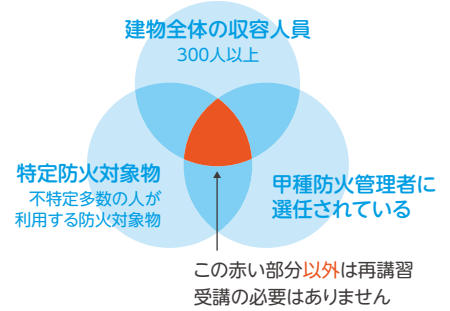 建物全体の収容人員
300人以上
特定防火対象物
不特定多数の人が
利用する防火対象物
甲種防火管理者に
選任されている
この赤い部分以外は再講習
受講の必要はありません